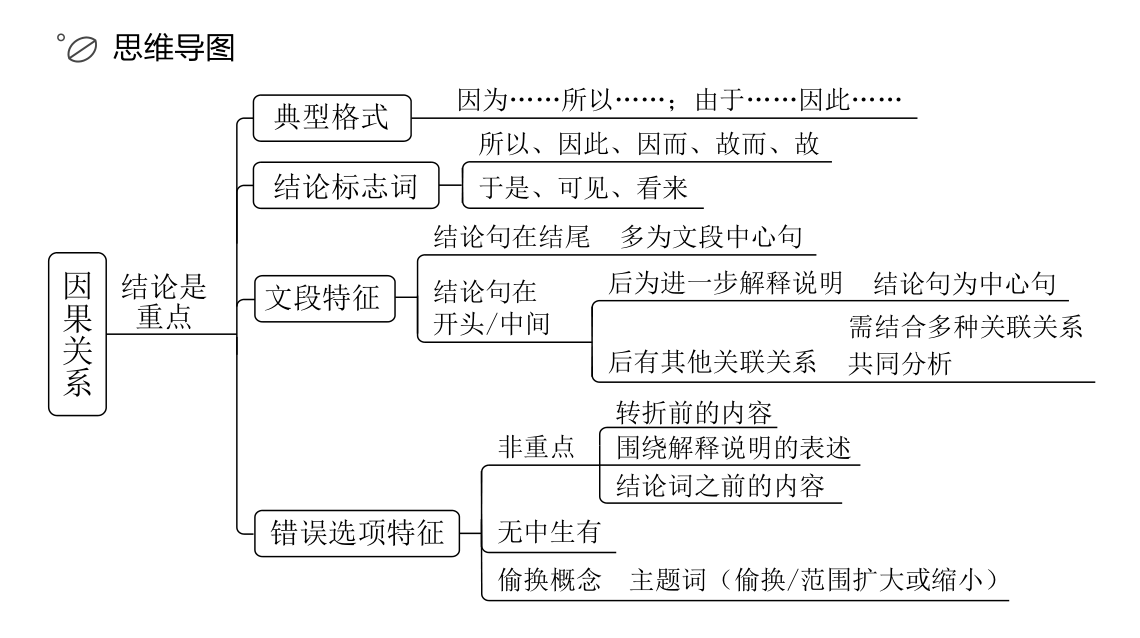 思维导图
因果关系
结论是
重点
典型格式
因为……所以……；由于……因此……
结论标志词
所以、因此、因而、故而、故
于是、可见、看来
文段特征
结论句在结尾 多为文段中心句
结论句在
开头/中间
后为进一步解释说明 结论句为中心句
后有其他关联关系
需结合多种关联关系
共同分析
错误选项特征
非重点
转折前的内容
围绕解释说明的表述
结论词之前的内容
无中生有
偷换概念 主题词（偷换/范围扩大或缩小）